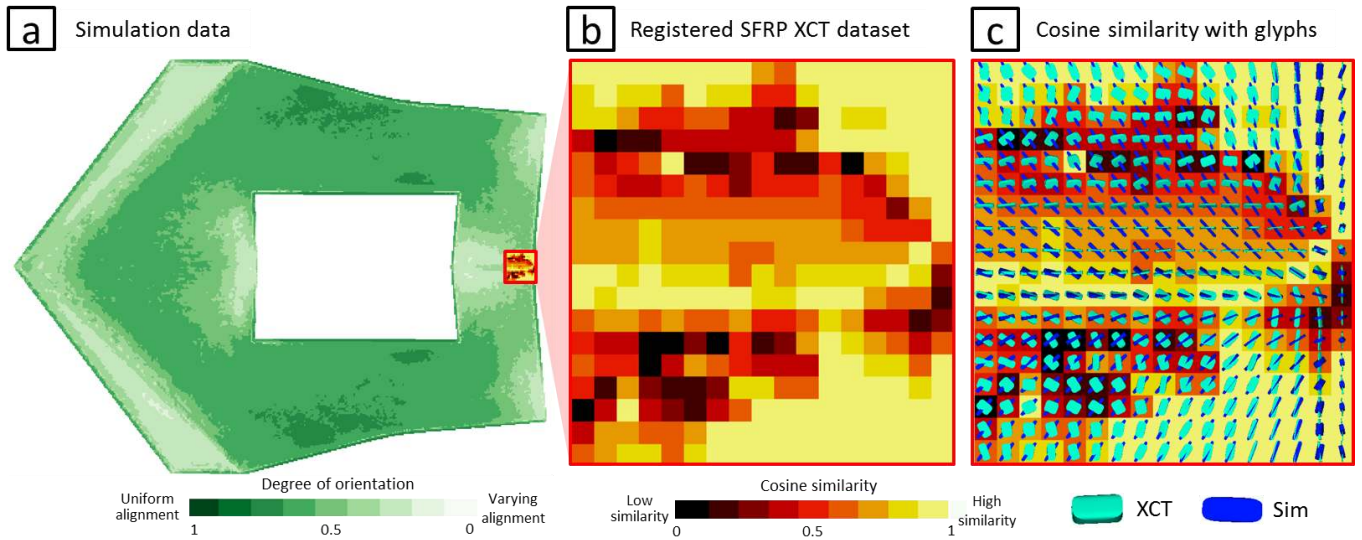 a Simulation data
b Registered SFRP XCT dataset
c Cosine similarity with glyphs
Degree of orientation
Uniform alignment
Varying alignment
1 0.5 0
Cosine similarity
Low similarity
High similarity
0 0.5 1
XCT
Sim